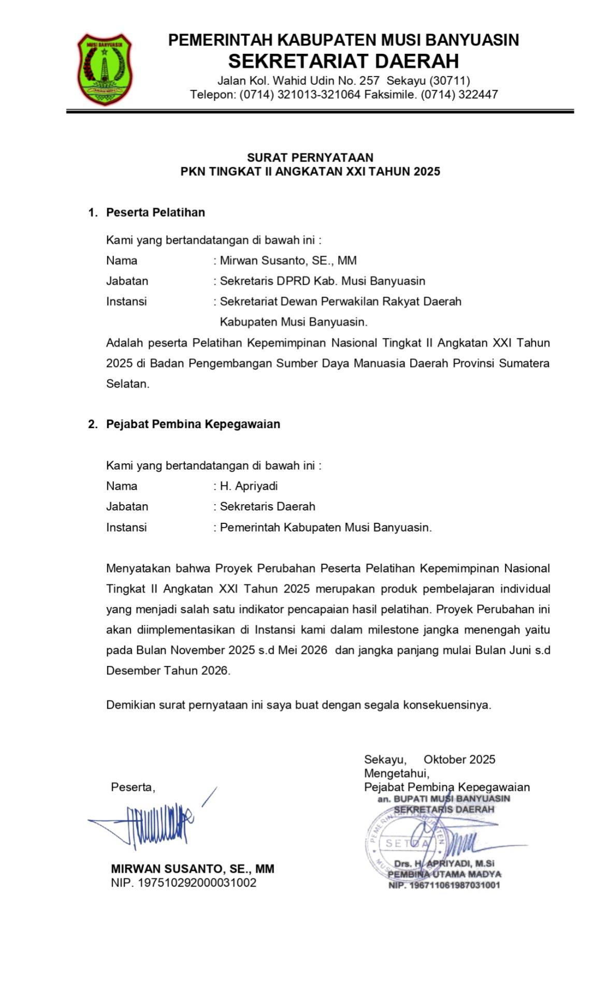 MUSI BANYUASIN
PEMERINTAH KABUPATEN MUSI BANYUASIN
SEKRETARIAT DAERAH
Jalan Kol. Wahid Udin No. 257 Sekayu (30711)
Telepon: (0714) 321013-321064 Faksimile. (0714) 322447
SURAT PERNYATAAN
PKN TINGKAT II ANGKATAN XXI TAHUN 2025
1. Peserta Pelatihan
Kami yang bertandatangan di bawah ini :
Nama : Mirwan Susanto, SE., MM
Jabatan : Sekretaris DPRD Kab. Musi Banyuasin
Instansi : Sekretariat Dewan Perwakilan Rakyat Daerah
Kabupaten Musi Banyuasin.
Adalah peserta Pelatihan Kepemimpinan Nasional Tingkat II Angkatan XXI Tahun
2025 di Badan Pengembangan Sumber Daya Manuasia Daerah Provinsi Sumatera
Selatan.
2. Pejabat Pembina Kepegawaian
Kami yang bertandatangan di bawah ini :
Nama : H. Apriyadi
Jabatan : Sekretaris Daerah
Instansi : Pemerintah Kabupaten Musi Banyuasin.
Menyatakan bahwa Proyek Perubahan Peserta Pelatihan Kepemimpinan Nasional
Tingkat II Angkatan XXI Tahun 2025 merupakan produk pembelajaran individual
yang menjadi salah satu indikator pencapaian hasil pelatihan. Proyek Perubahan ini
akan diimplementasikan di Instansi kami dalam milestone jangka menengah yaitu
pada Bulan November 2025 s.d Mei 2026 dan jangka panjang mulai Bulan Juni s.d
Desember Tahun 2026.
Demikian surat pernyataan ini saya buat dengan segala konsekuensinya.
Sekayu, Oktober 2025
Mengetahui,
Peserta,
Pejabat Pembina Kepegawaian
an. BUPATI MUSI BANYUASIN
SEKRETARIS DAERAH
PEMERINTAH KABUPATEN
SETDA
MUSI
Drs. H. APRIYADI, M.Si
PEMBINA UTAMA MADYA
NIP. 196711061987031001
MIRWAN SUSANTO, SE., MM
NIP. 197510292000031002